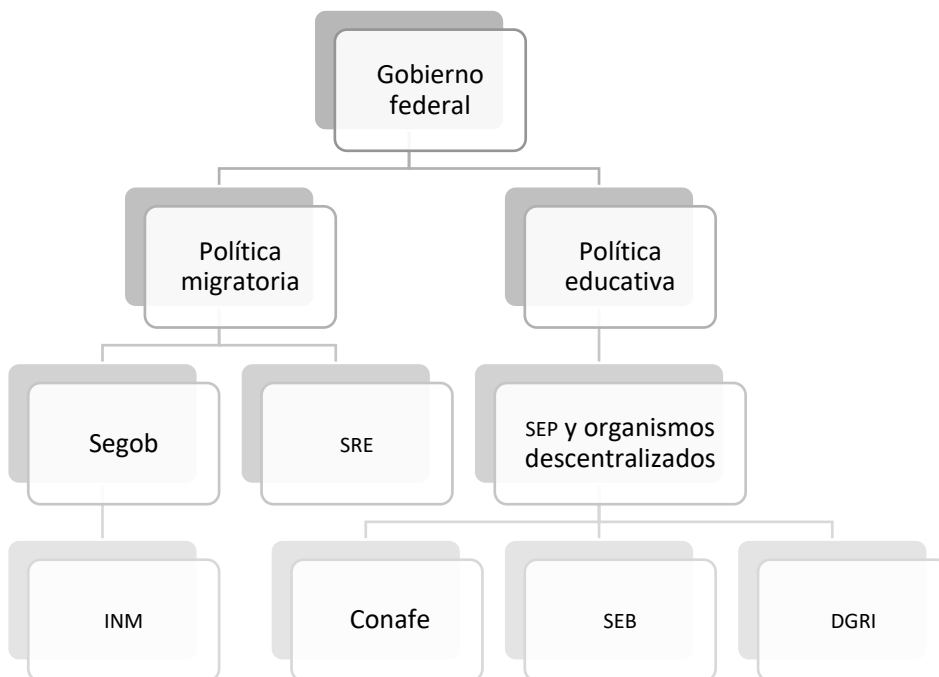 Gobierno
federal
Política
migratoria
Política
educativa
Segob
SRE
SEP y organismos
descentralizados
INM
Conafe
SEB
DGRI